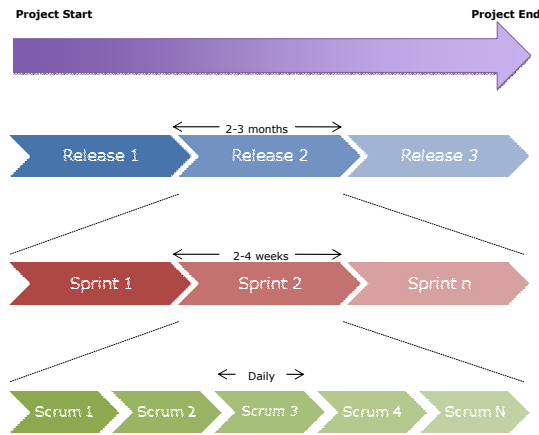 Project Start
Project End
2-3 months
Release 1
Release 2
Release 3
2-4 weeks
Sprint 1
Sprint 2
Sprint n
Daily
Scrum 1
Scrum 2
Scrum 3
Scrum 4
Scrum N